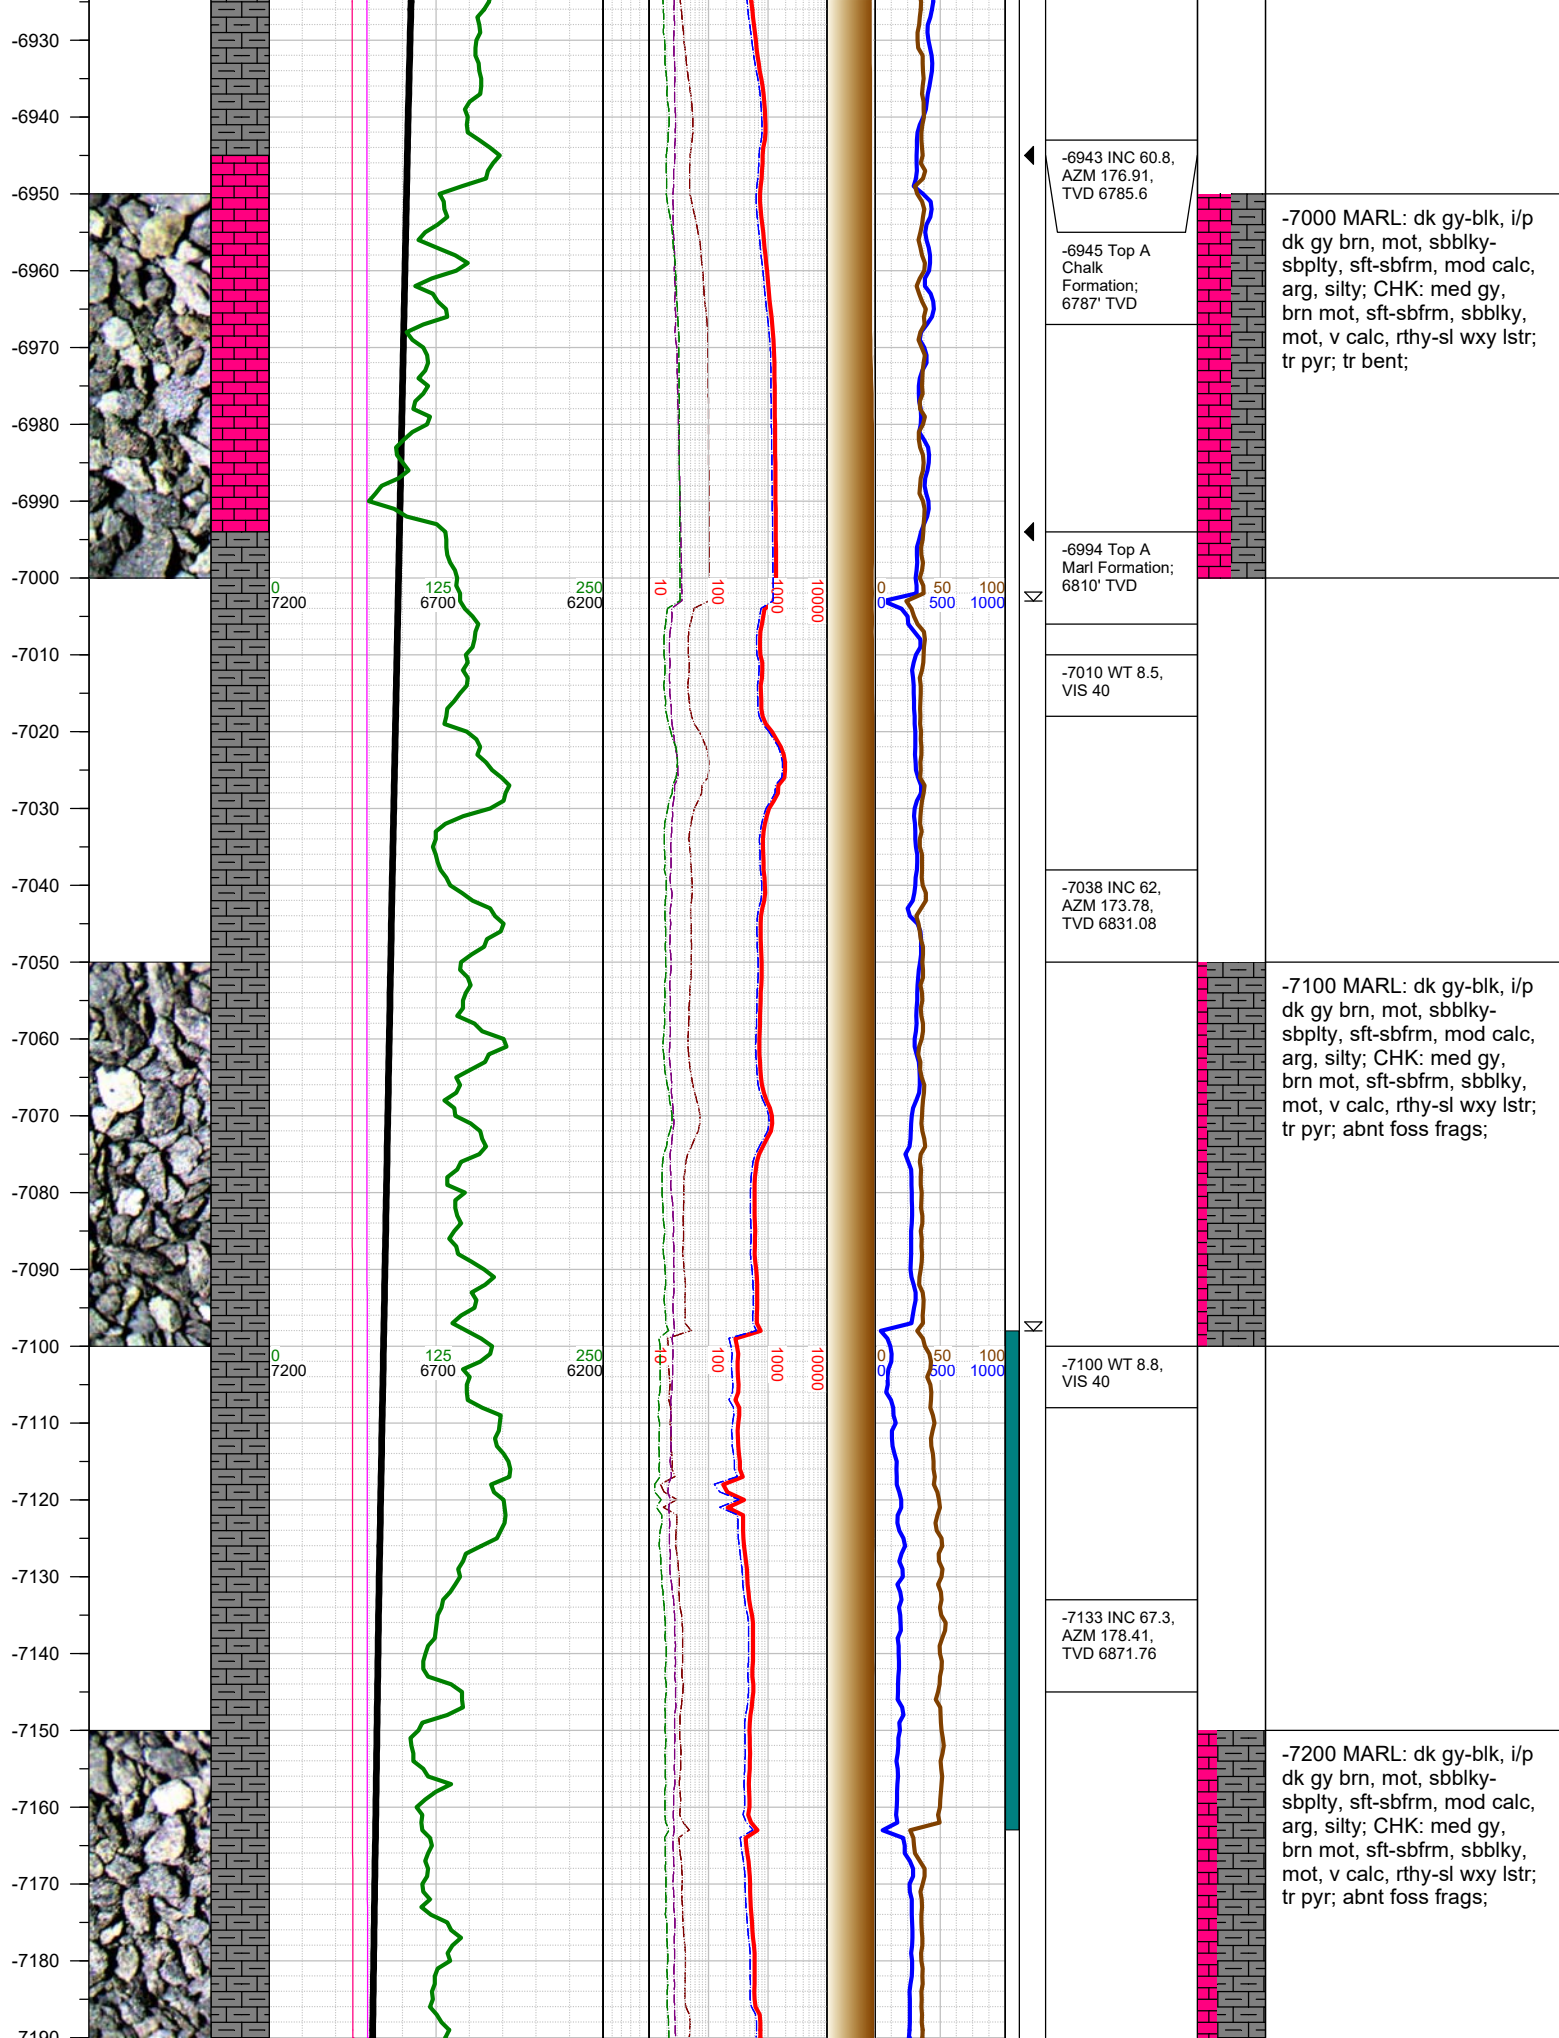 -6930
-6940
-6950
-6960
-6970
-6980
-6990
-7000
-7010
-7020
-7030
-7040
-7050
-7060
-7070
-7080
-7090
-7100
-7110
-7120
-7130
-7140
-7150
-7160
-7170
-7180
-7190
0 125 250
7200 6700 6200
10 100 1000 10000
0 50 100
0 500 1000
0 125 250
7200 6700 6200
10 100 1000 10000
0 50 100
0 500 1000
-6943 INC 60.8,
AZM 176.91,
TVD 6785.6
-6945 Top A
Chalk
Formation;
6787' TVD
-6994 Top A
Marl Formation;
6810' TVD
-7010 WT 8.5,
VIS 40
-7038 INC 62,
AZM 173.78,
TVD 6831.08
-7100 WT 8.8,
VIS 40
-7133 INC 67.3,
AZM 178.41,
TVD 6871.76
-7000 MARL: dk gy-blk, i/p
dk gy brn, mot, sbblky-
sbplty, sft-sbfrm, mod calc,
arg, silty; CHK: med gy,
brn mot, sft-sbfrm, sbblky,
mot, v calc, rthy-sl wxy lstr;
tr pyr; tr bent;
-7100 MARL: dk gy-blk, i/p
dk gy brn, mot, sbblky-
sbplty, sft-sbfrm, mod calc,
arg, silty; CHK: med gy,
brn mot, sft-sbfrm, sbblky,
mot, v calc, rthy-sl wxy lstr;
tr pyr; abnt foss frags;
-7200 MARL: dk gy-blk, i/p
dk gy brn, mot, sbblky-
sbplty, sft-sbfrm, mod calc,
arg, silty; CHK: med gy,
brn mot, sft-sbfrm, sbblky,
mot, v calc, rthy-sl wxy lstr;
tr pyr; abnt foss frags;